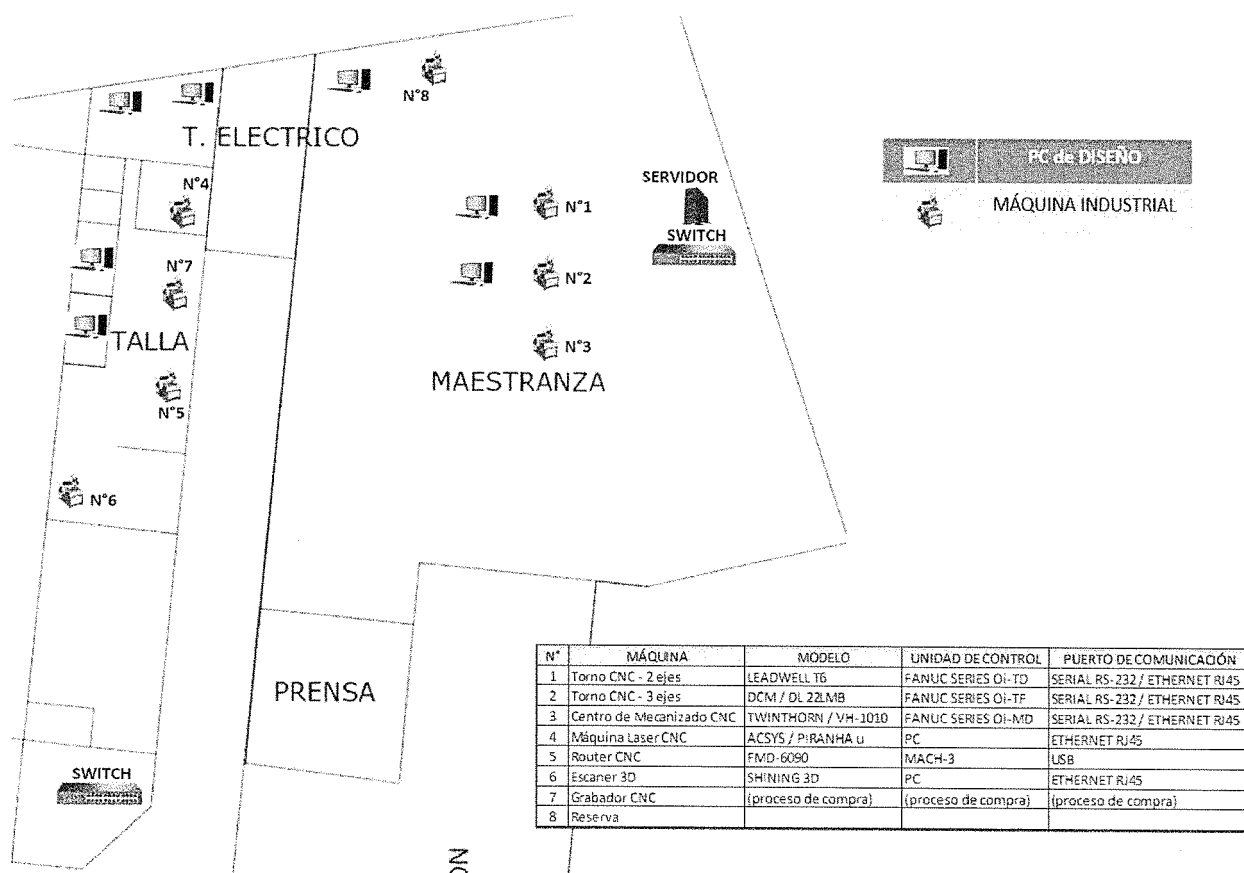 N°8
T. ELECTRICO
N°4
SERVIDOR
N°1
SWITCH
N°7
N°2
TALLA
N°3
MAESTRANZA
N°5
N°6
PRENSA
SWITCH
PC de DISEÑO
MÁQUINA INDUSTRIAL
N° MÁQUINA MODELO UNIDAD DE CONTROL PUERTO DE COMUNICACIÓN
1 Torno CNC - 2 ejes LEADWELL T6 FANUC SERIES Oi-TD SERIAL RS-232 / ETHERNET RJ45
2 Torno CNC - 3 ejes DCM / DL 22LMB FANUC SERIES Oi-TF SERIAL RS-232 / ETHERNET RJ45
3 Centro de Mecanizado CNC TWINTHORN / VH-1010 FANUC SERIES Oi-MD SERIAL RS-232 / ETHERNET RJ45
4 Máquina Laser CNC ACSYS / PIRANHA u PC ETHERNET RJ45
5 Router CNC FMD-6090 MACH-3 USB
6 Escaner 3D SHINING 3D PC ETHERNET RJ45
7 Grabador CNC (proceso de compra) (proceso de compra) (proceso de compra)
8 Reserva
ON